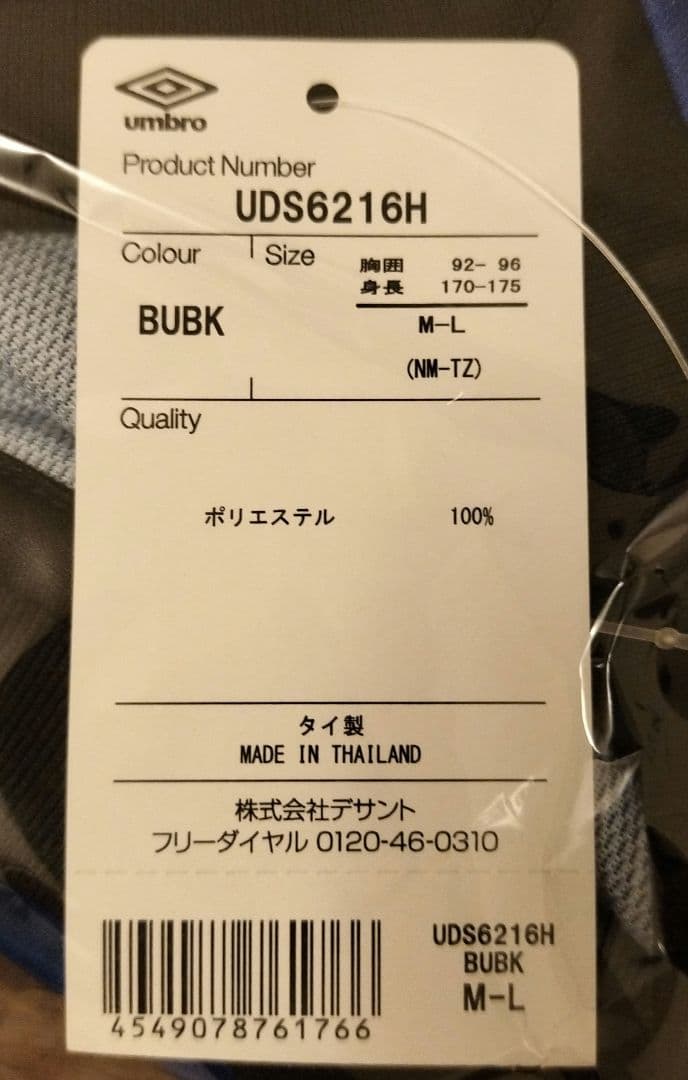 umbro
Product Number
UDS6216H
Colour
Size
胸囲 92- 96
身長 170-175
BUBK
M-L
(NM-TZ)
Quality
ポリエステル 100%
タイ製
MADE IN THAILAND
株式会社デサント
フリーダイヤル 0120-46-0310
UDS6216H
BUBK
M-L
4549078761766